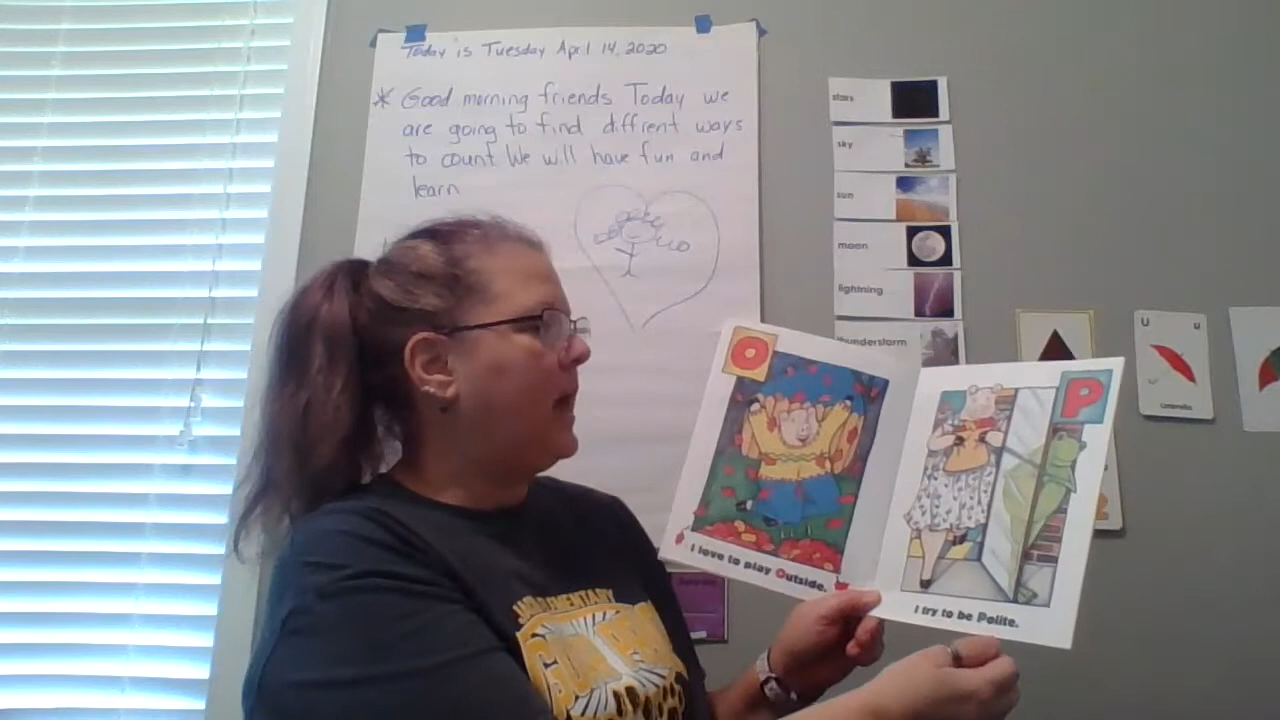 Today is Tuesday April 14, 2020
* Good morning friends Today we
are going to find diffrent ways
to count We will have fun and
learn
stars
sky
sun
moon
lightning
thunderstorm
U u
umbrella
O
I love to play Outside.
P
I try to be Polite.
ELEMENTARY